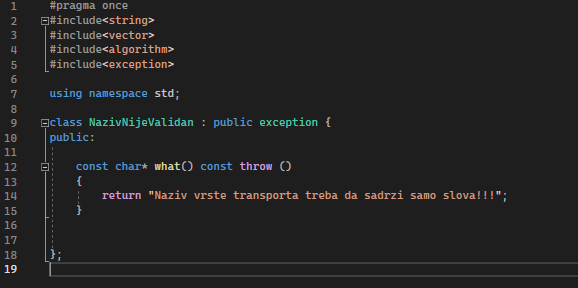 1 #pragma once
2 #include<string>
3 #include<vector>
4 #include<algorithm>
5 #include<exception>
6
7 using namespace std;
8
9 class NazivNijeValidan : public exception {
10 public:
11
12 const char* what() const throw ()
13 {
14 return "Naziv vrste transporta treba da sadrzi samo slova!!!";
15 }
16
17
18 };
19